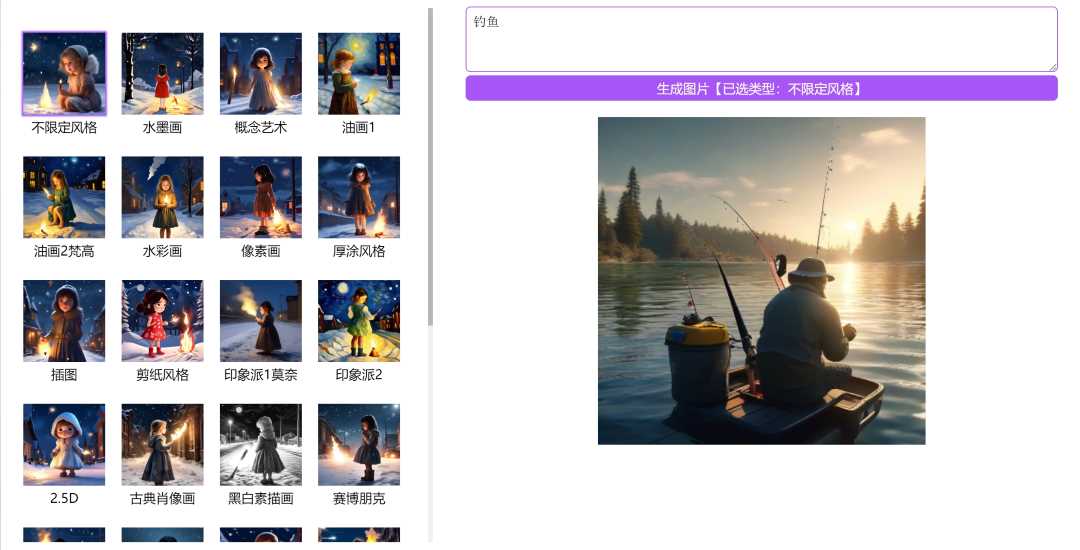 不限定风格
水墨画
概念艺术
油画1
油画2梵高
水彩画
像素画
厚涂风格
插图
剪纸风格
印象派1莫奈
印象派2
2.5D
古典肖像画
黑白素描画
赛博朋克
钓鱼
生成图片【已选类型：不限定风格】